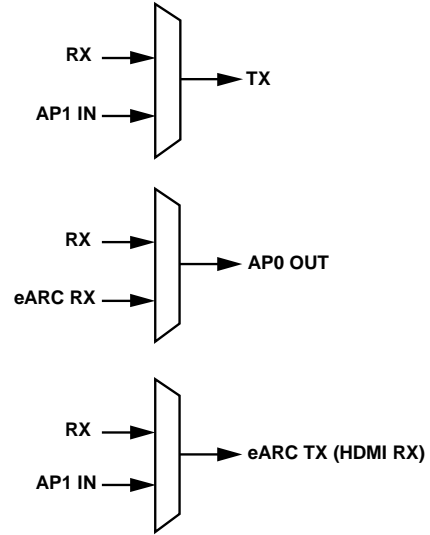 RX
TX
AP1 IN
RX
AP0 OUT
eARC RX
RX
eARC TX (HDMI RX)
AP1 IN